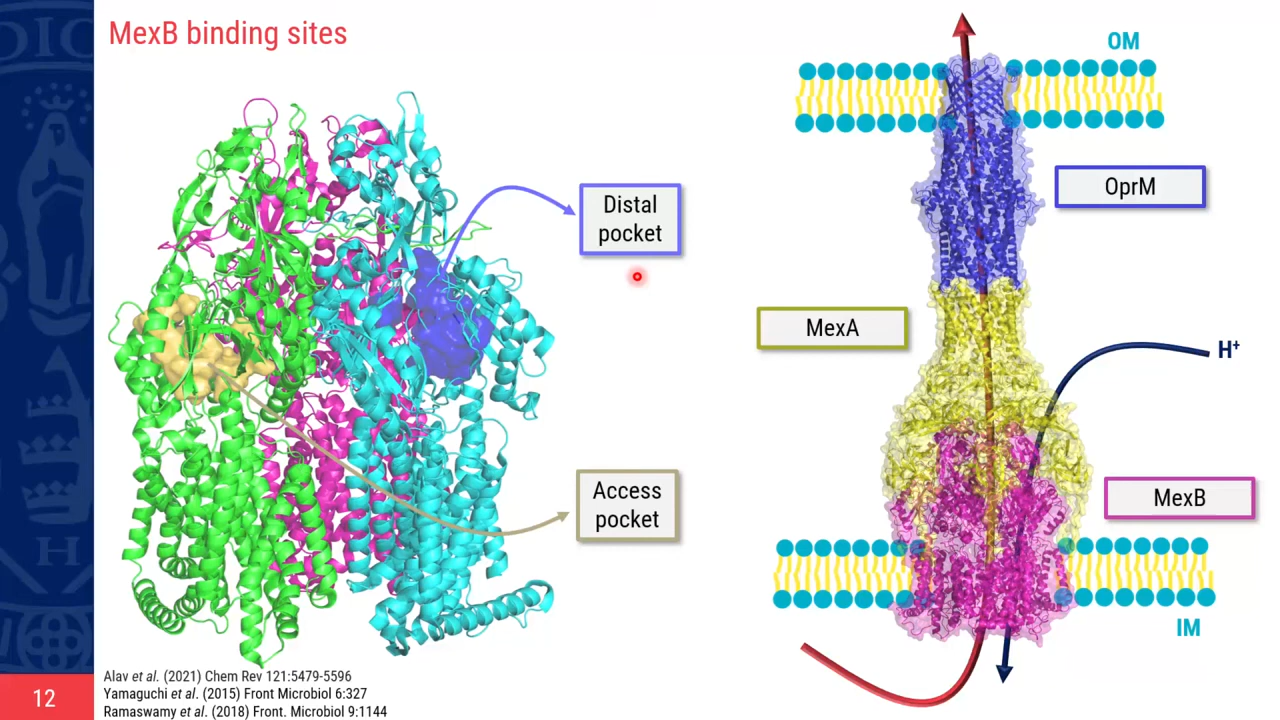 MexB binding sites
Distal
pocket
Access
pocket
OM
OprM
MexA
H⁺
MexB
IM
Alav et al. (2021) Chem Rev 121:5479-5596
Yamaguchi et al. (2015) Front Microbiol 6:327
Ramaswamy et al. (2018) Front. Microbiol 9:1144
12